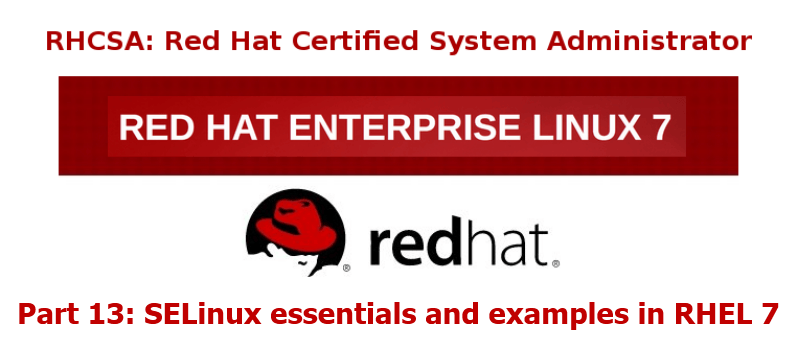 RHCSA: Red Hat Certified System Administrator
RED HAT ENTERPRISE LINUX 7
® redhat®
Part 13: SELinux essentials and examples in RHEL 7